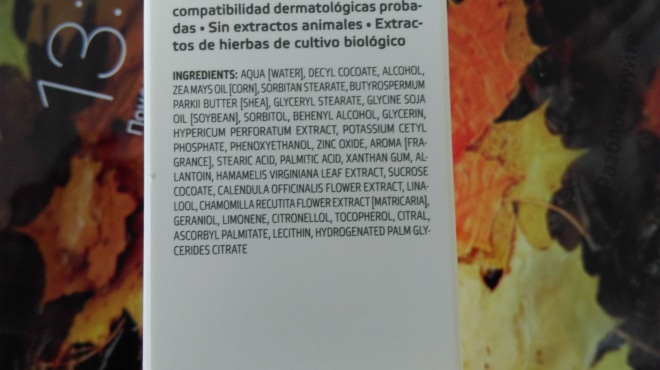 compatibilidad dermatológicas proba-
das • Sin extractos animales • Extrac-
tos de hierbas de cultivo biológico
INGREDIENTS: AQUA [WATER], DECYL COCOATE, ALCOHOL,
ZEA MAYS OIL [CORN], SORBITAN STEARATE, BUTYROSPERMUM
PARKII BUTTER [SHEA], GLYCERYL STEARATE, GLYCINE SOJA
OIL [SOYBEAN], SORBITOL, BEHENYL ALCOHOL, GLYCERIN,
HYPERICUM PERFORATUM EXTRACT, POTASSIUM CETYL
PHOSPHATE, PHENOXYETHANOL, ZINC OXIDE, AROMA [FRA-
GRANCE], STEARIC ACID, PALMITIC ACID, XANTHAN GUM, AL-
LANTOIN, HAMAMELIS VIRGINIANA LEAF EXTRACT, SUCROSE
COCOATE, CALENDULA OFFICINALIS FLOWER EXTRACT, LINA-
LOOL, CHAMOMILLA RECUTITA FLOWER EXTRACT [MATRICARIA],
GERANIOL, LIMONENE, CITRONELLOL, TOCOPHEROL, CITRAL,
ASCORBYL PALMITATE, LECITHIN, HYDROGENATED PALM GLY-
CERIDES CITRATE
13: